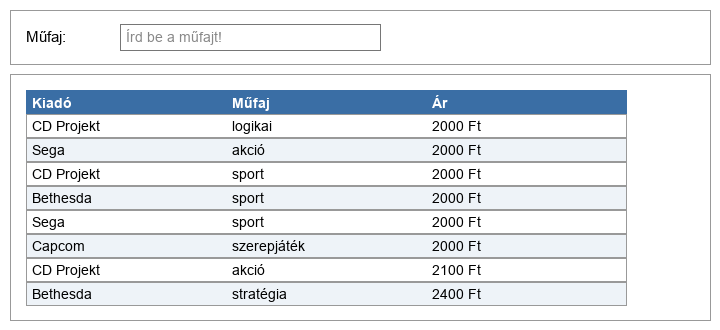 Műfaj: Írd be a műfajt!
Kiadó Műfaj Ár
CD Projekt logikai 2000 Ft
Sega akció 2000 Ft
CD Projekt sport 2000 Ft
Bethesda sport 2000 Ft
Sega sport 2000 Ft
Capcom szerepjáték 2000 Ft
CD Projekt akció 2100 Ft
Bethesda stratégia 2400 Ft